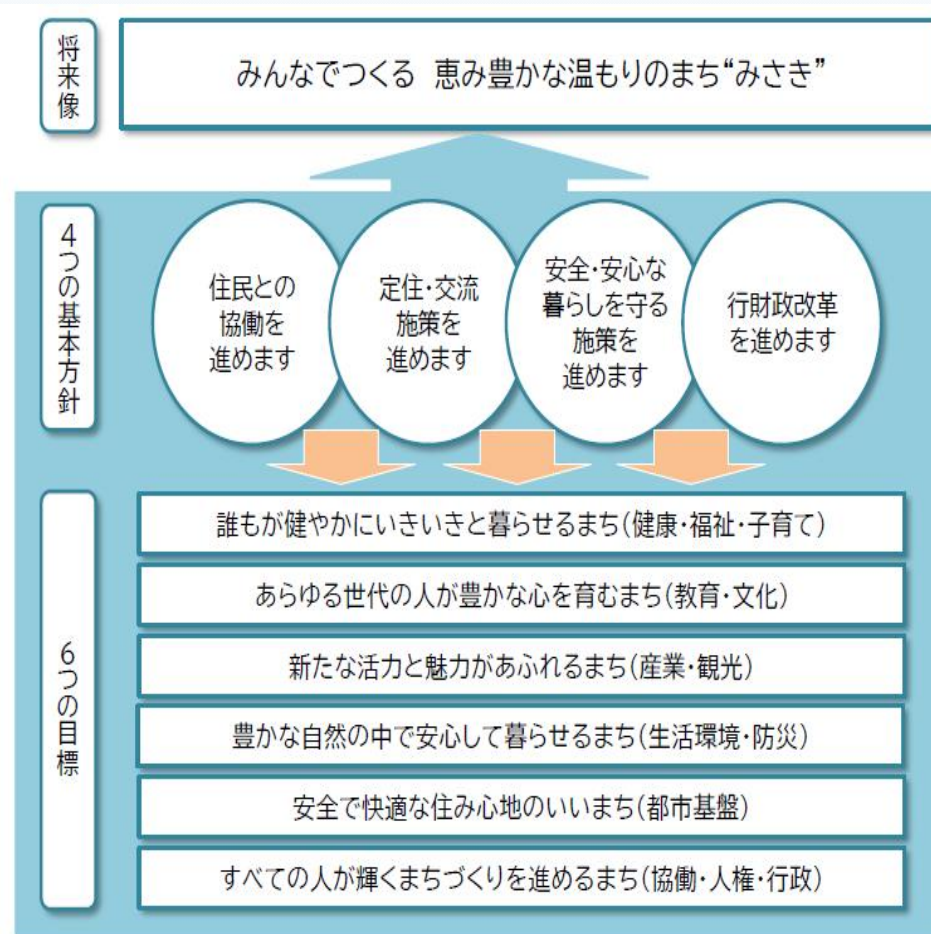 将来像
みんなでつくる 恵み豊かな温もりのまち“みさき”
4つの基本方針
住民との
協働を
進めます
定住・交流
施策を
進めます
安全・安心な
暮らしを守る
施策を
進めます
行財政改革
を進めます
6つの目標
誰もが健やかにいきいきと暮らせるまち(健康・福祉・子育て)
あらゆる世代の人が豊かな心を育むまち(教育・文化)
新たな活力と魅力があふれるまち(産業・観光)
豊かな自然の中で安心して暮らせるまち(生活環境・防災)
安全で快適な住み心地のいいまち(都市基盤)
すべての人が輝くまちづくりを進めるまち(協働・人権・行政)